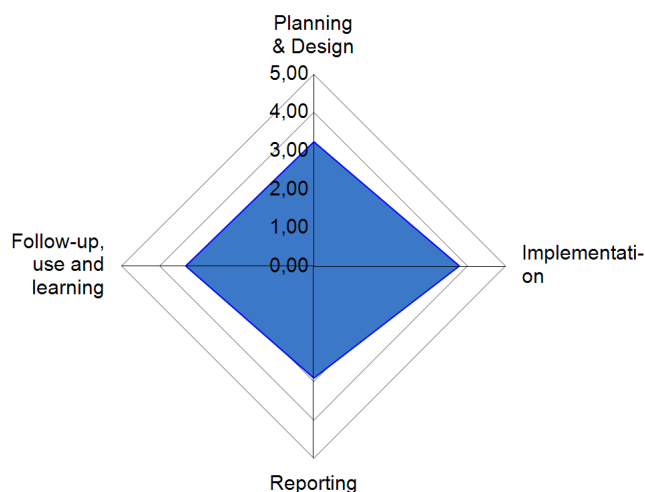 Planning
& Design
5,00
4,00
3,00
2,00
1,00
0,00
Follow-up,
use and
learning
Implementati-
on
Reporting